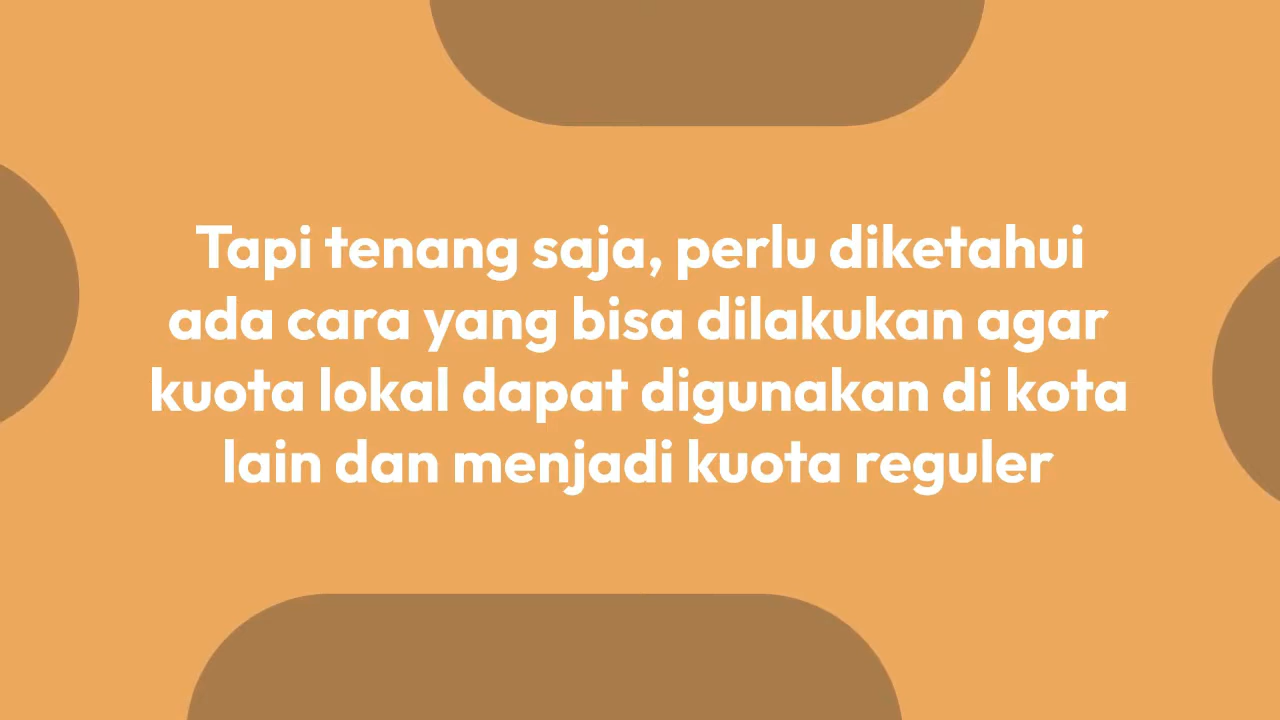 Tapi tenang saja, perlu diketahui
ada cara yang bisa dilakukan agar
kuota lokal dapat digunakan di kota
lain dan menjadi kuota reguler